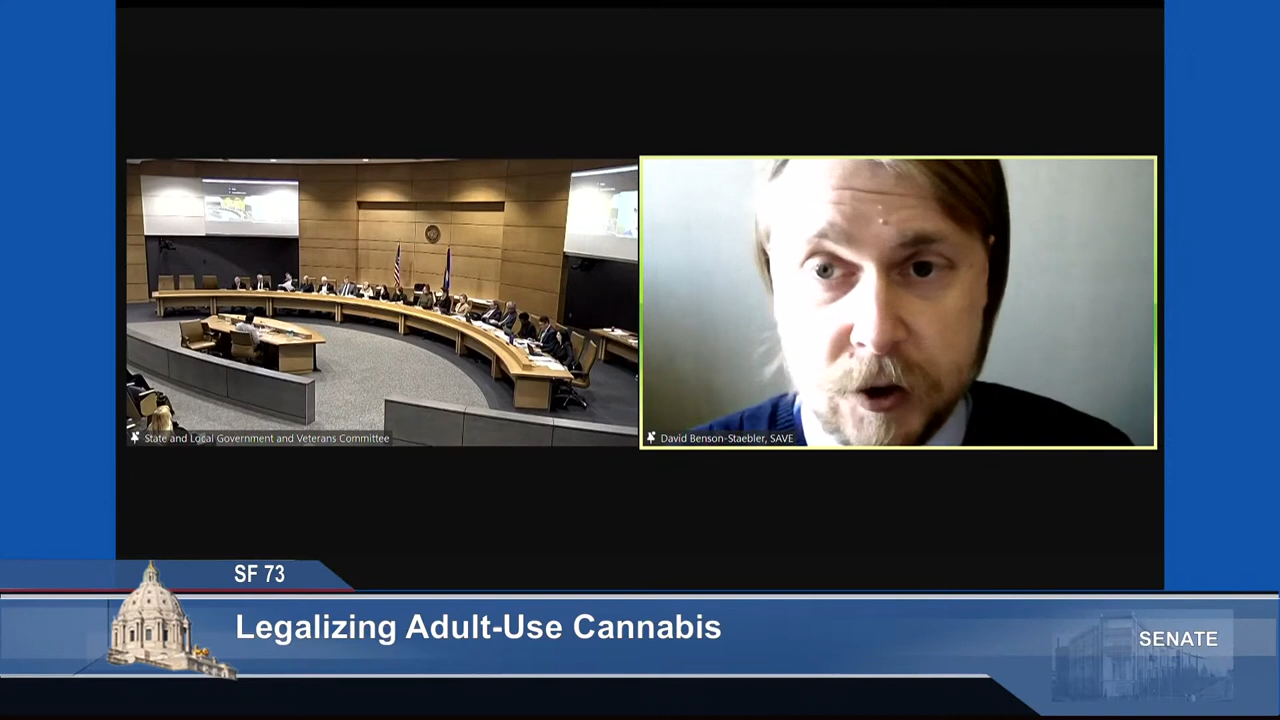 State and Local Government and Veterans Committee
David Benson-Staebler, SAVE
SF 73
Legalizing Adult-Use Cannabis
SENATE